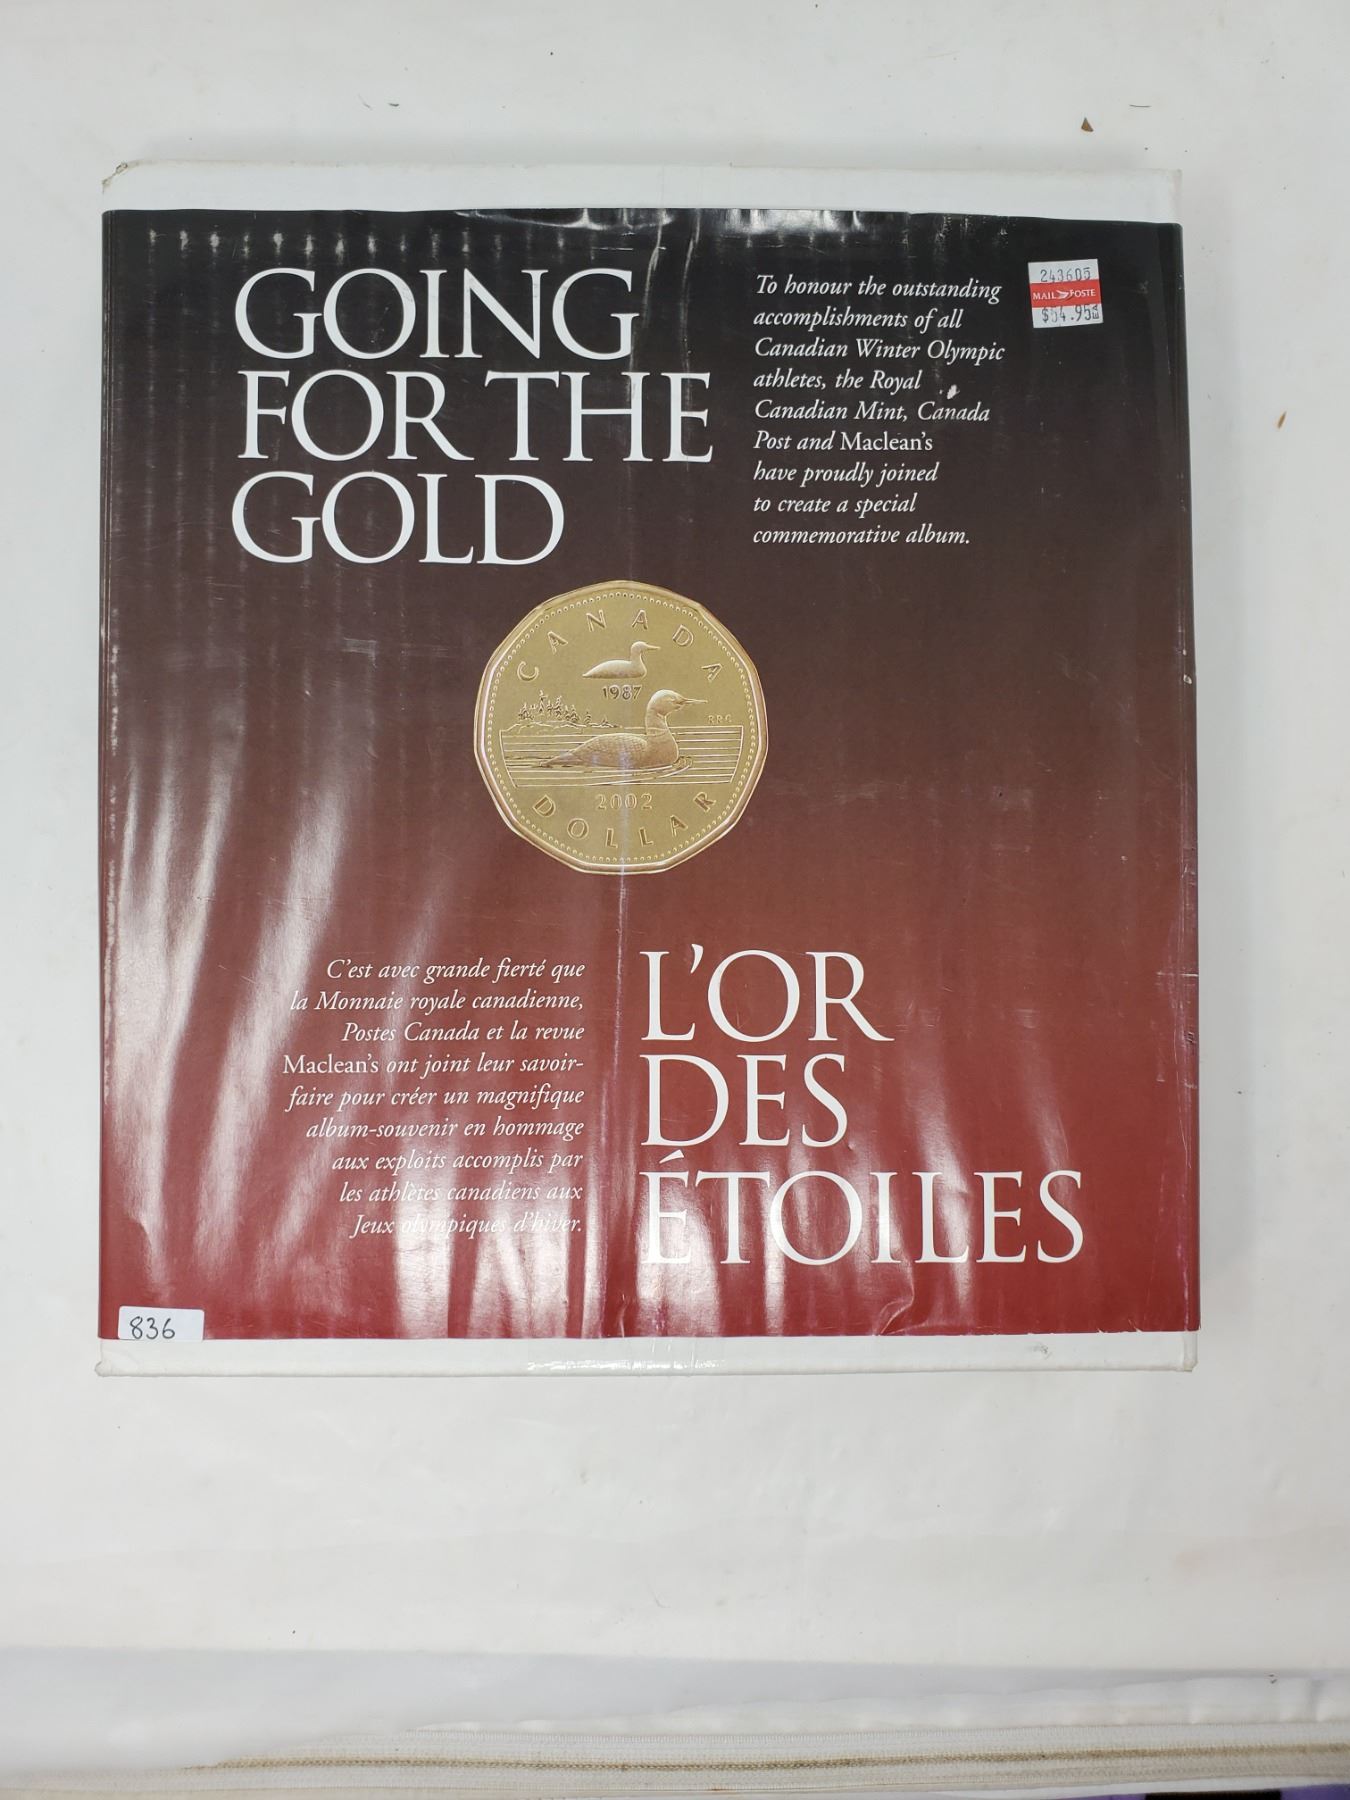 GOING
FOR THE
GOLD
To honour the outstanding
accomplishments of all
Canadian Winter Olympic
athletes, the Royal
Canadian Mint, Canada
Post and Maclean's
have proudly joined
to create a special
commemorative album.
243605
MAIL POSTE
$54.95
CANADA
1987
RRC
2002
DOLLAR
C'est avec grande fierté que
la Monnaie royale canadienne,
Postes Canada et la revue
Maclean's ont joint leur savoir-
faire pour créer un magnifique
album-souvenir en hommage
aux exploits accomplis par
les athlètes canadiens aux
Jeux olympiques d'hiver.
L'OR
DES
ÉTOILES
836